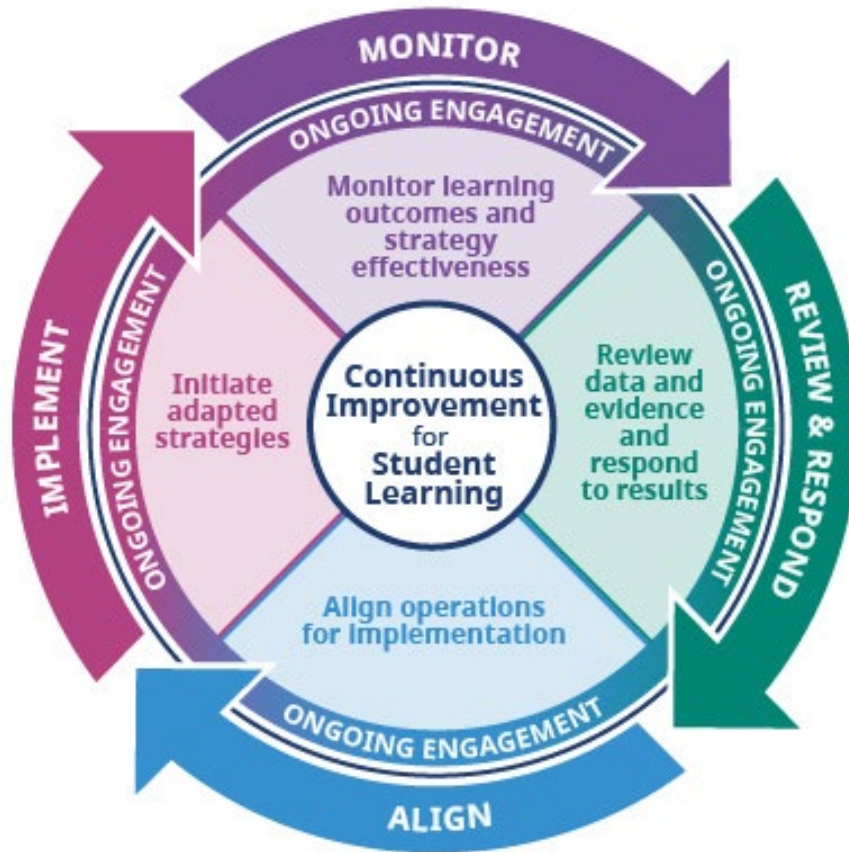 MONITOR
ONGOING ENGAGEMENT
Monitor learning
outcomes and
strategy
effectiveness
REVIEW & RESPOND
ONGOING ENGAGEMENT
Review
data and
evidence
and
respond
to results
ALIGN
ONGOING ENGAGEMENT
Align operations
for implementation
IMPLEMENT
ONGOING ENGAGEMENT
Initiate
adapted
strategies
Continuous
Improvement
for
Student
Learning